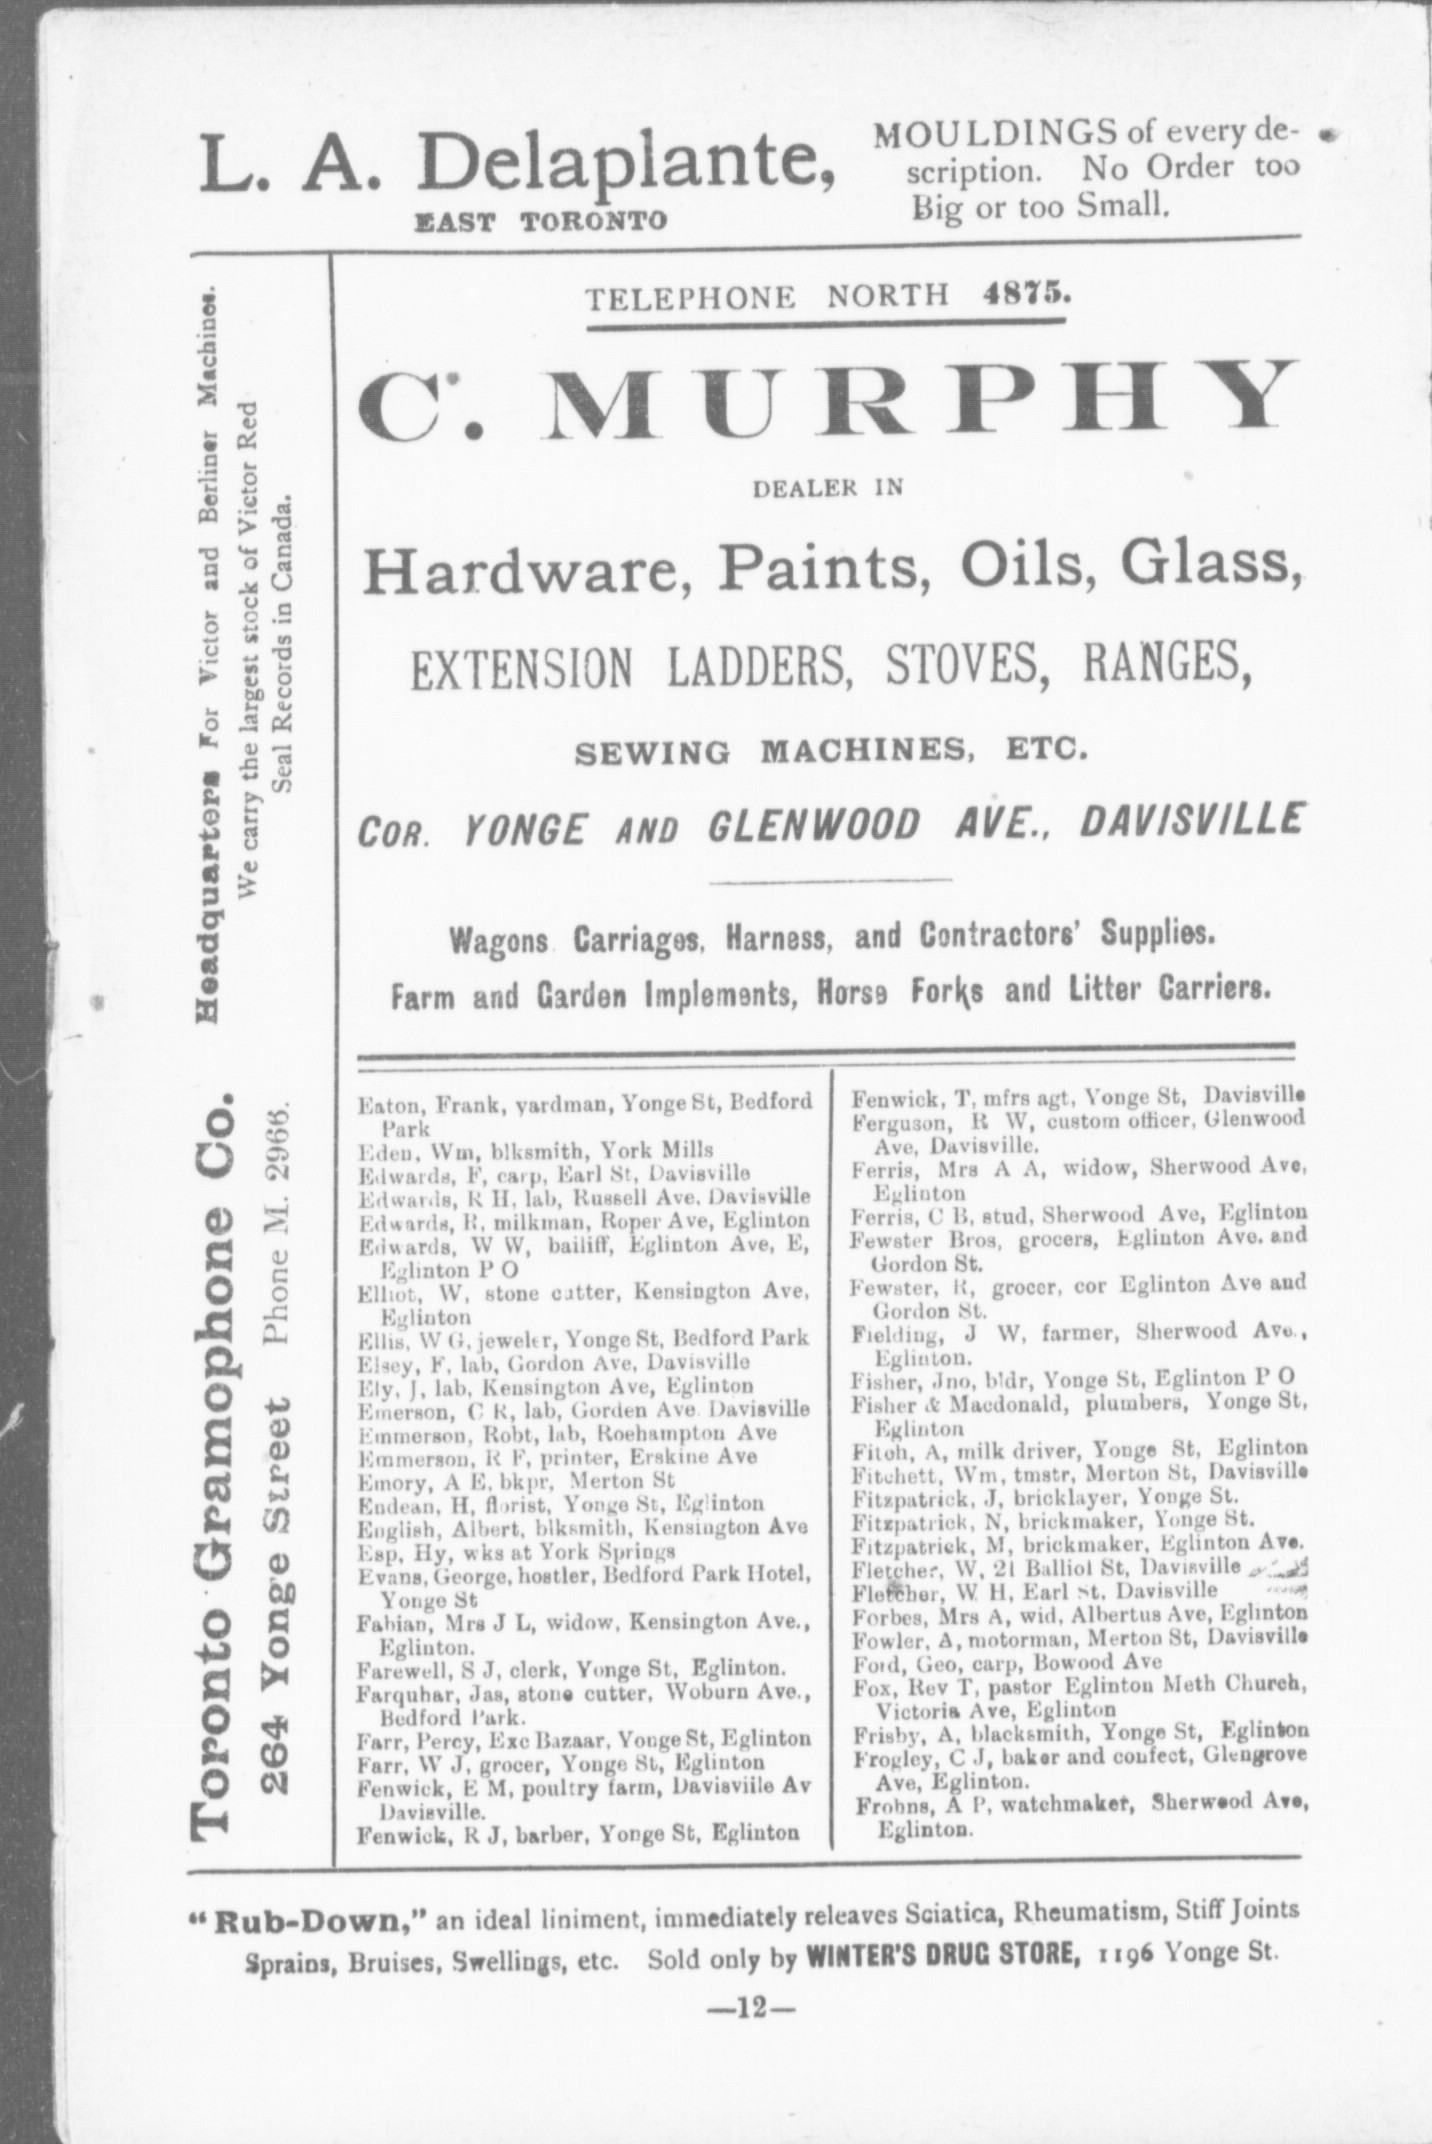 L. A. Delaplante,
EAST TORONTO
MOULDINGS of every de-
scription. No Order too
Big or too Small.
Toronto Gramophone Co. Headquarters For Victor and Berliner Machines.
We carry the largest stock of Victor Red
Seal Records in Canada.
264 Yonge Street Phone M. 2966.
TELEPHONE NORTH 4875.
C. MURPHY
DEALER IN
Hardware, Paints, Oils, Glass,
EXTENSION LADDERS, STOVES, RANGES,
SEWING MACHINES, ETC.
COR. YONGE AND GLENWOOD AVE., DAVISVILLE
Wagons Carriages, Harness, and Contractors' Supplies.
Farm and Garden Implements, Horse Forks and Litter Carriers.
Eaton, Frank, yardman, Yonge St, Bedford
Park
Eden, Wm, blksmith, York Mills
Edwards, F, carp, Earl St, Davisville
Edwards, R H, lab, Russell Ave, Davisville
Edwards, R, milkman, Roper Ave, Eglinton
Edwards, W W, bailiff, Eglinton Ave, E,
Eglinton P O
Elliot, W, stone cutter, Kensington Ave,
Eglinton
Ellis, W G, jeweler, Yonge St, Bedford Park
Elsey, F, lab, Gordon Ave, Davisville
Ely, J, lab, Kensington Ave, Eglinton
Emerson, C R, lab, Gorden Ave. Davisville
Emmerson, Robt, lab, Roehampton Ave
Emmerson, R F, printer, Erskine Ave
Emory, A E, bkpr, Merton St
Endean, H, florist, Yonge St, Eglinton
English, Albert, blksmith, Kensington Ave
Esp, Hy, wks at York Springs
Evans, George, hostler, Bedford Park Hotel,
Yonge St
Fabian, Mrs J L, widow, Kensington Ave.,
Eglinton.
Farewell, S J, clerk, Yonge St, Eglinton.
Farquhar, Jas, stone cutter, Woburn Ave.,
Bedford Park.
Farr, Percy, Exc Bazaar, Yonge St, Eglinton
Farr, W J, grocer, Yonge St, Eglinton
Fenwick, E M, poultry farm, Davisville Av
Davisville.
Fenwick, R J, barber, Yonge St, Eglinton
Fenwick, T, mfrs agt, Yonge St, Davisville
Ferguson, R W, custom officer, Glenwood
Ave, Davisville.
Ferris, Mrs A A, widow, Sherwood Ave,
Eglinton
Ferris, C B, stud, Sherwood Ave, Eglinton
Fewster Bros, grocers, Eglinton Ave. and
Gordon St.
Fewster, R, grocer, cor Eglinton Ave and
Gordon St.
Fielding, J W, farmer, Sherwood Ave.,
Eglinton.
Fisher, Jno, bldr, Yonge St, Eglinton P O
Fisher & Macdonald, plumbers, Yonge St,
Eglinton
Fitch, A, milk driver, Yonge St, Eglinton
Fitchett, Wm, tmstr, Merton St, Davisville
Fitzpatrick, J, bricklayer, Yonge St.
Fitzpatrick, N, brickmaker, Yonge St.
Fitzpatrick, M, brickmaker, Eglinton Ave.
Fletcher, W, 21 Balliol St, Davisville
Fletcher, W H, Earl St, Davisville
Forbes, Mrs A, wid, Albertus Ave, Eglinton
Fowler, A, motorman, Merton St, Davisville
Ford, Geo, carp, Bowood Ave
Fox, Rev T, pastor Eglinton Meth Church,
Victoria Ave, Eglinton
Frisby, A, blacksmith, Yonge St, Eglinton
Frogley, C J, baker and confect, Glengrove
Ave, Eglinton.
Frohns, A P, watchmaker, Sherwood Ave,
Eglinton.
"Rub-Down," an ideal liniment, immediately releaves Sciatica, Rheumatism, Stiff Joints
Sprains, Bruises, Swellings, etc. Sold only by WINTER'S DRUG STORE, 1196 Yonge St.
—12—